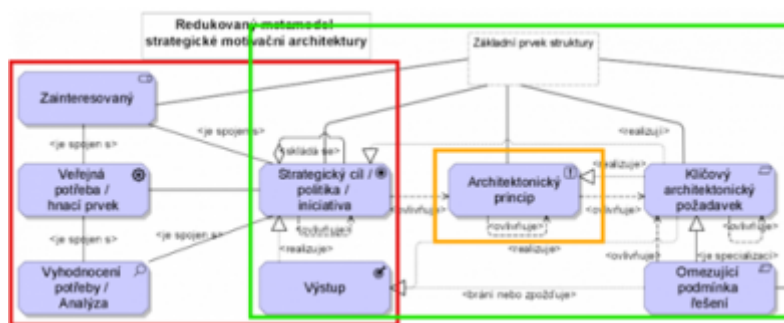 Redukovaný metamodel
strategické motivační architektury
Základní prvek struktury
Zainteresovaný
<je spojen s>
<je spojen s>
<skládá se>
<realizují>
Veřejná
potřeba /
hnací prvek
Strategický cíl /
politika /
iniciativa
Architektonický
princip
<realizuje>
Klíčový
architektonický
požadavek
<ovlivňuje>
<ovlivňuje>
<ovlivňuje>
<ovlivňuje>
<ovlivňuje>
<je spojen s>
<je spojen s>
<realizuje>
<realizuje>
<ovlivňuje>
<je specializací>
Vyhodnocení
potřeby /
Analýza
Výstup
<brání nebo zpožďuje>
Omezující
podmínka
řešení